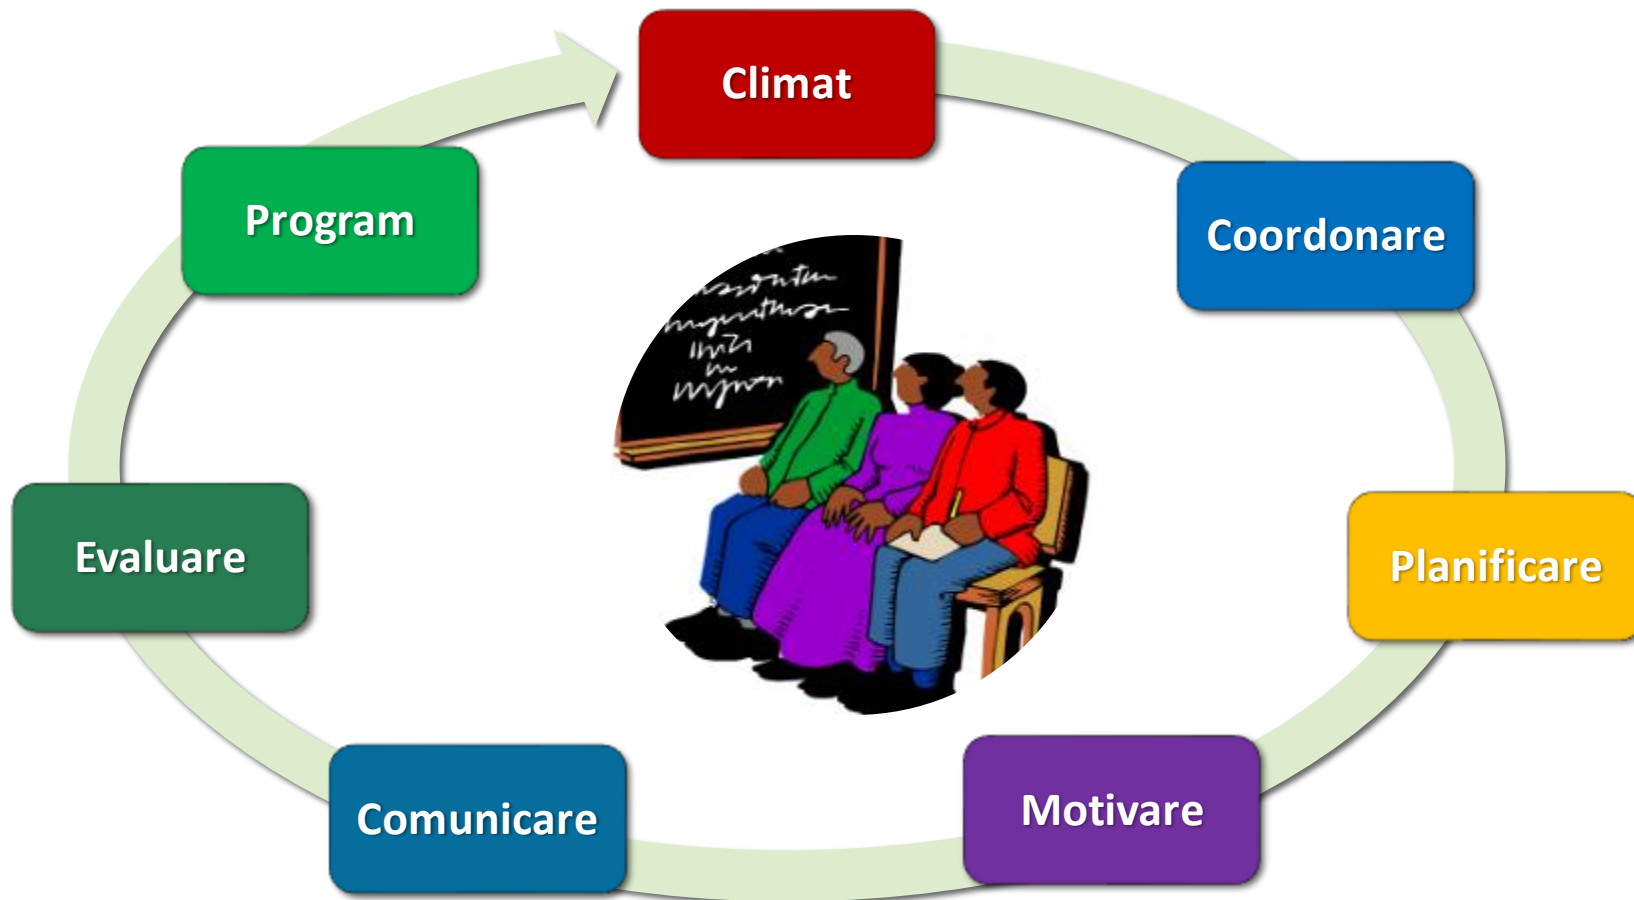 Climat
Coordonare
Planificare
Motivare
Comunicare
Evaluare
Program